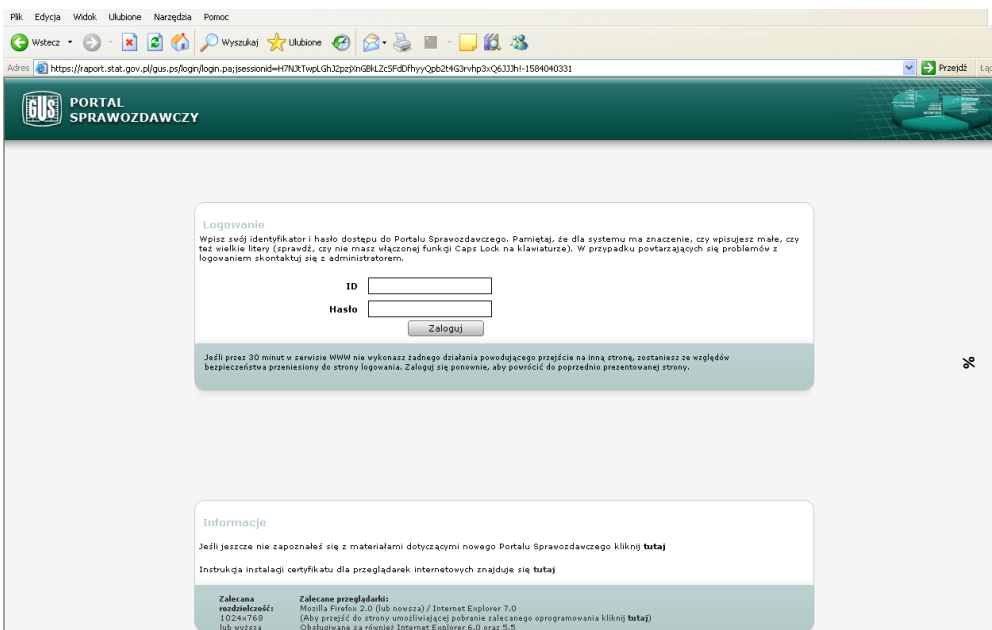 Plik Edycja Widok Ulubione Narzędzia Pomoc
Wstecz Wyszukaj Ulubione
Adres https://raport.stat.gov.pl/gus.ps/login/login.pa;jsessionid= Przejdź Łąc
GUS PORTAL
SPRAWOZDAWCZY
Logowanie
Wpisz swój identyfikator i hasło dostępu do Portalu Sprawozdawczego. Pamiętaj, że dla systemu ma znaczenie, czy wpisujesz małe, czy
też wielkie litery (sprawdź, czy nie masz włączonej funkcji Caps Lock na klawiaturze). W przypadku powtarzających się problemów z
logowaniem skontaktuj się z administratorem.
ID
Hasło
Zaloguj
Jeśli przez 30 minut w serwisie WWW nie wykonasz żadnego działania powodującego przejście na inną stronę, zostaniesz ze względów
bezpieczeństwa przeniesiony do strony logowania. Zaloguj się ponownie, aby powrócić do poprzednio prezentowanej strony.
%
Informacje
Jeśli jeszcze nie zapoznałeś się z materiałami dotyczącymi nowego Portalu Sprawozdawczego kliknij tutaj
Instrukcja instalacji certyfikatu dla przeglądarek internetowych znajduje się tutaj
Zalecana Zalecane przeglądarki:
rozdzielczość: Mozilla Firefox 2.0 (lub nowsza) / Internet Explorer 7.0
1024x768 (Aby przejść do strony umożliwiającej pobranie zalecanego oprogramowania kliknij tutaj)
lub wyższa Obsługiwane są również Internet Explorer 6.0 oraz 5.5